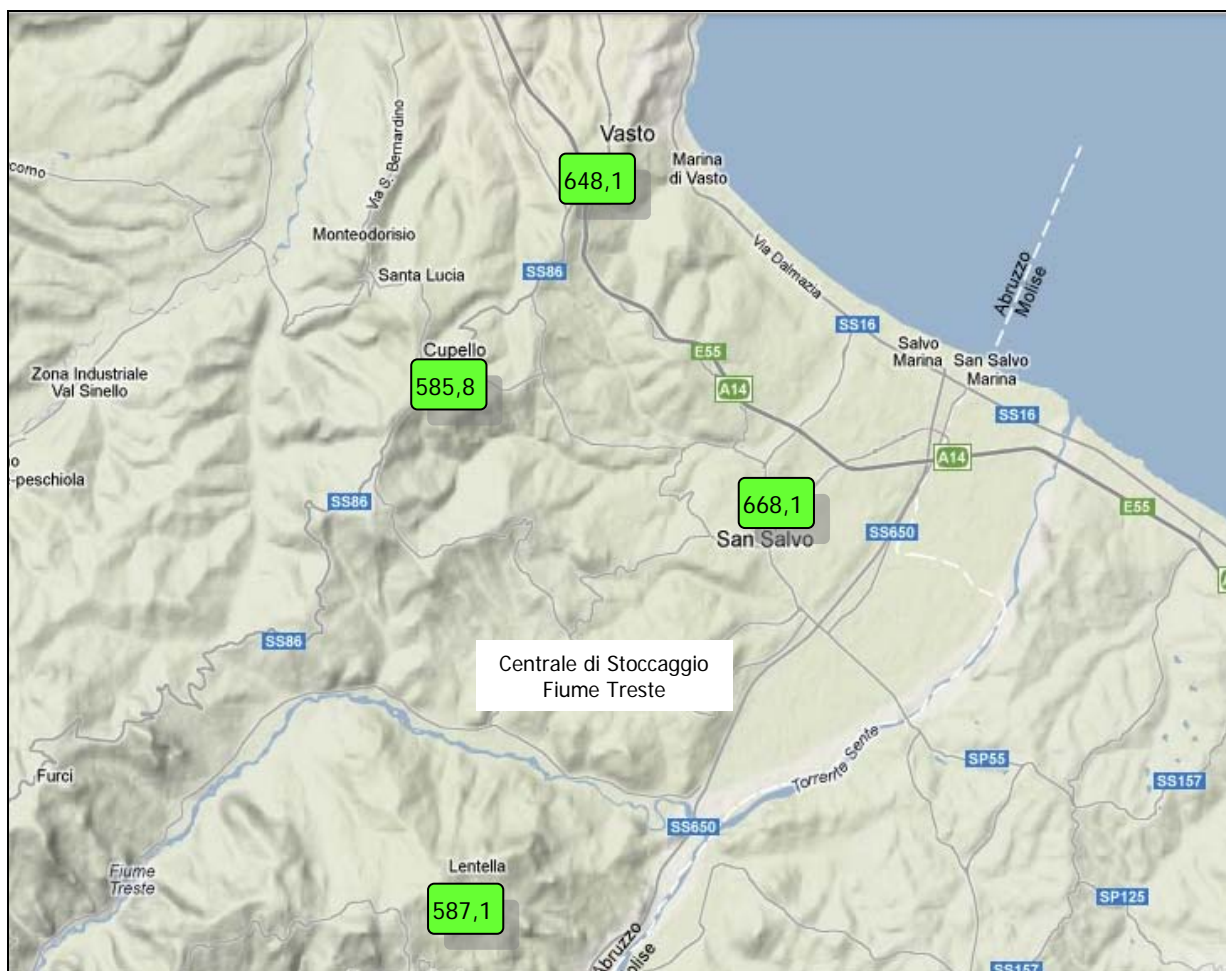 Vasto
648,1
Marina
di Vasto
como
Via S. Bernardino
Monteodorisio
Santa Lucia
SS86
Via Dalmazia
Abruzzo
Molise
SS16
Cupello
585,8
E55
A14
Salvo
Marina
San Salvo
Marina
Zona Industriale
Val Sinello
SS16
A14
o
-peschiola
SS86
668,1
San Salvo
SS650
E55
SS86
Centrale di Stoccaggio
Fiume Treste
Furci
Torrente Sente
SP55
SS157
SS650
Fiume
Treste
Lentella
587,1
SP125
Abruzzo
olise
SS157